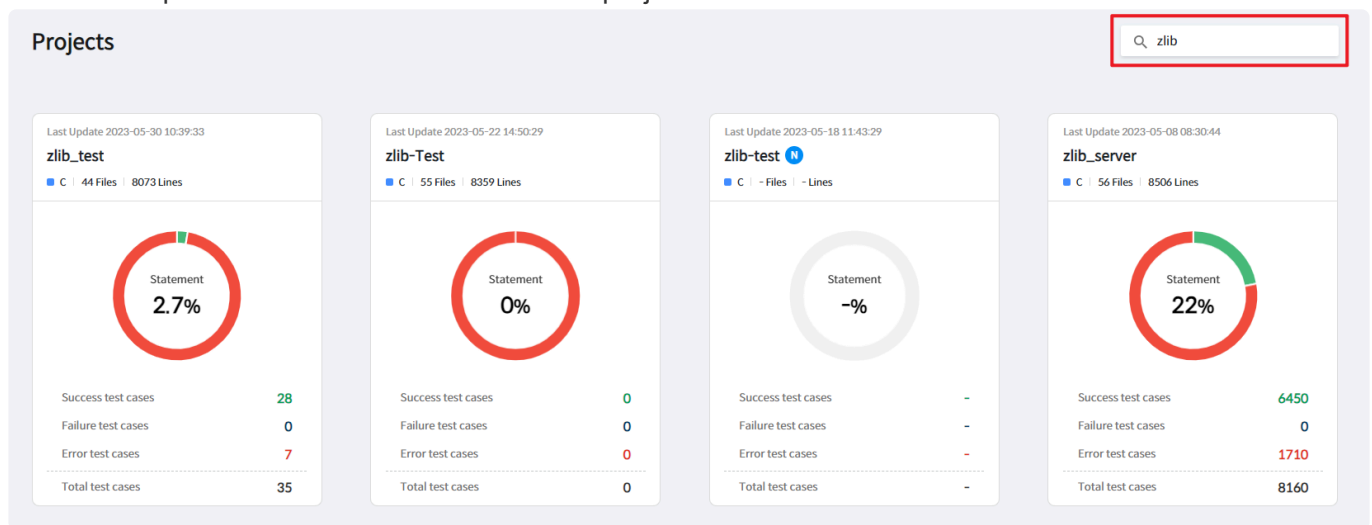 Projects
zlib
Last Update 2023-05-30 10:39:33
zlib_test
C 44 Files 8073 Lines
Statement
2.7%
Success test cases 28
Failure test cases 0
Error test cases 7
Total test cases 35
Last Update 2023-05-22 14:50:29
zlib-Test
C 55 Files 8359 Lines
Statement
0%
Success test cases 0
Failure test cases 0
Error test cases 0
Total test cases 0
Last Update 2023-05-18 11:43:29
zlib-test N
C - Files - Lines
Statement
-%
Success test cases -
Failure test cases -
Error test cases -
Total test cases -
Last Update 2023-05-08 08:30:44
zlib_server
C 56 Files 8506 Lines
Statement
22%
Success test cases 6450
Failure test cases 0
Error test cases 1710
Total test cases 8160